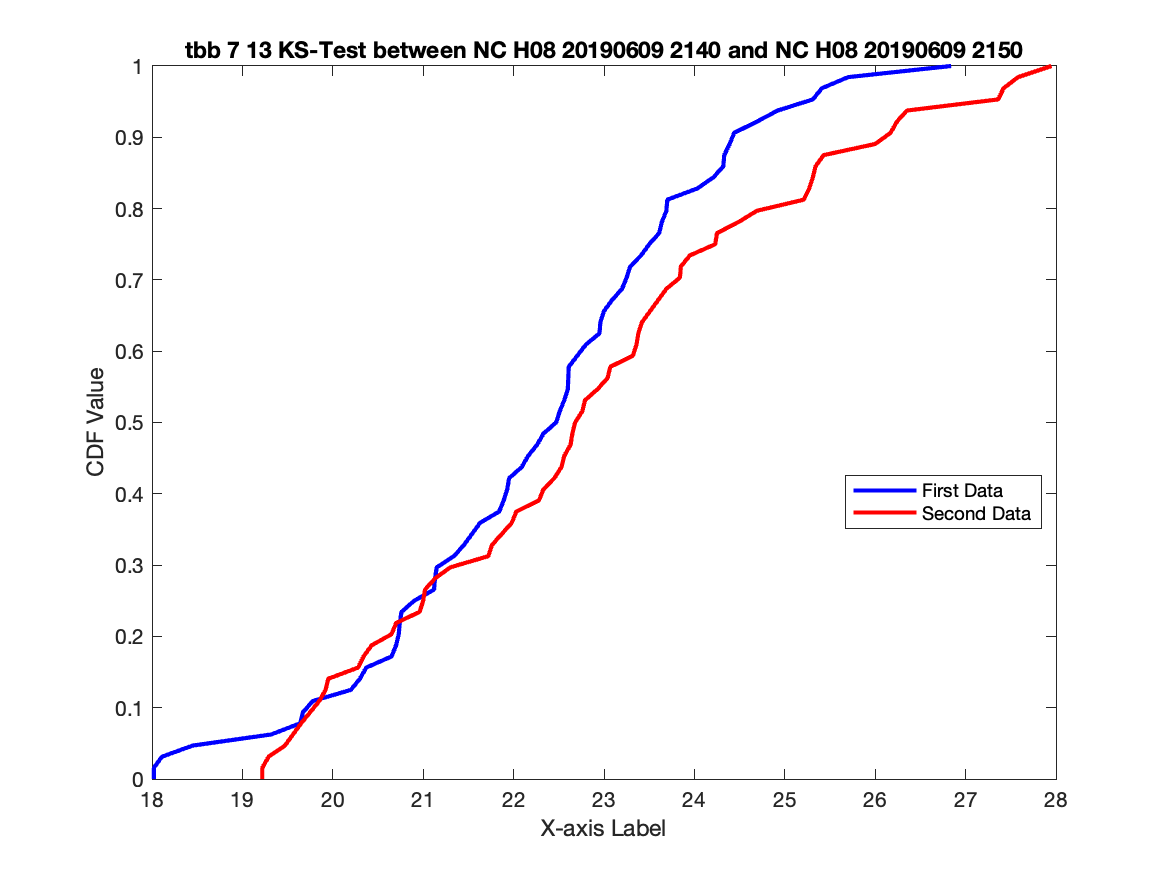 tbb 7 13 KS-Test between NC H08 20190609 2140 and NC H08 20190609 2150
1
0.9
0.8
0.7
0.6
0.5
0.4
0.3
0.2
0.1
0
CDF Value
First Data
Second Data
18 19 20 21 22 23 24 25 26 27 28
X-axis Label